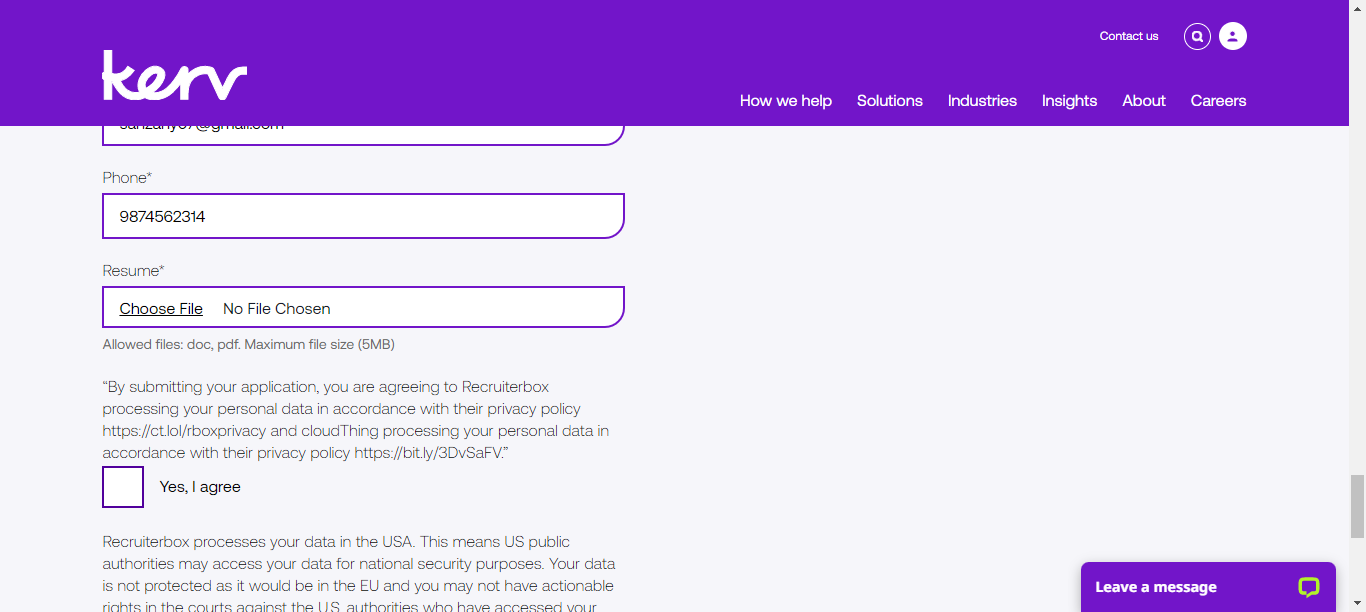 Contact us
kerv
How we help Solutions Industries Insights About Careers
Phone*
9874562314
Resume*
Choose File No File Chosen
Allowed files: doc, pdf. Maximum file size (5MB)
“By submitting your application, you are agreeing to Recruiterbox
processing your personal data in accordance with their privacy policy
https://ct.lol/rboxprivacy and cloudThing processing your personal data in
accordance with their privacy policy https://bit.ly/3DvSaFV.”
Yes, I agree
Recruiterbox processes your data in the USA. This means US public
authorities may access your data for national security purposes. Your data
is not protected as it would be in the EU and you may not have actionable
rights in the courts against the U.S. authorities who have accessed your
Leave a message